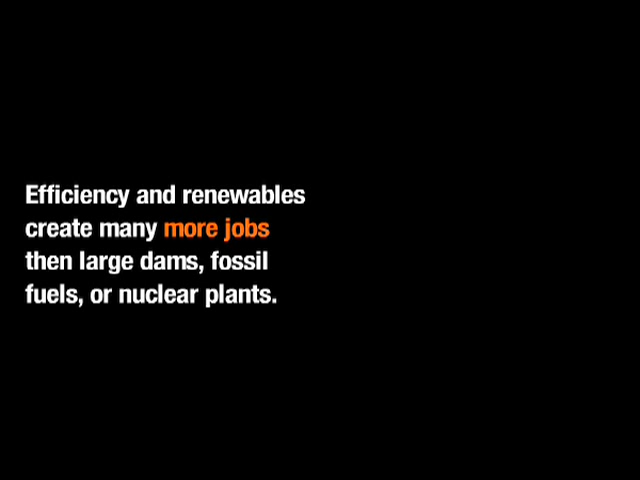 Efficiency and renewables
create many more jobs
then large dams, fossil
fuels, or nuclear plants.